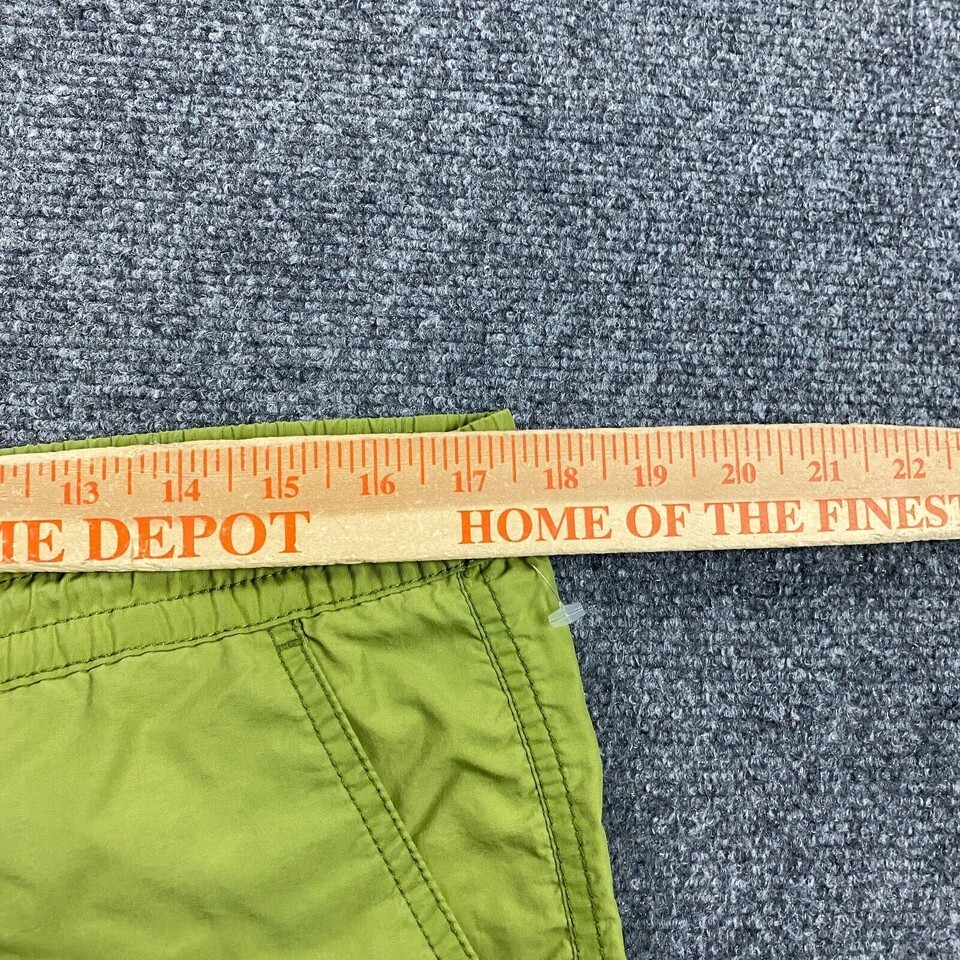 13 14 15 16 17 18 19 20 21 22
ME DEPOT HOME OF THE FINEST